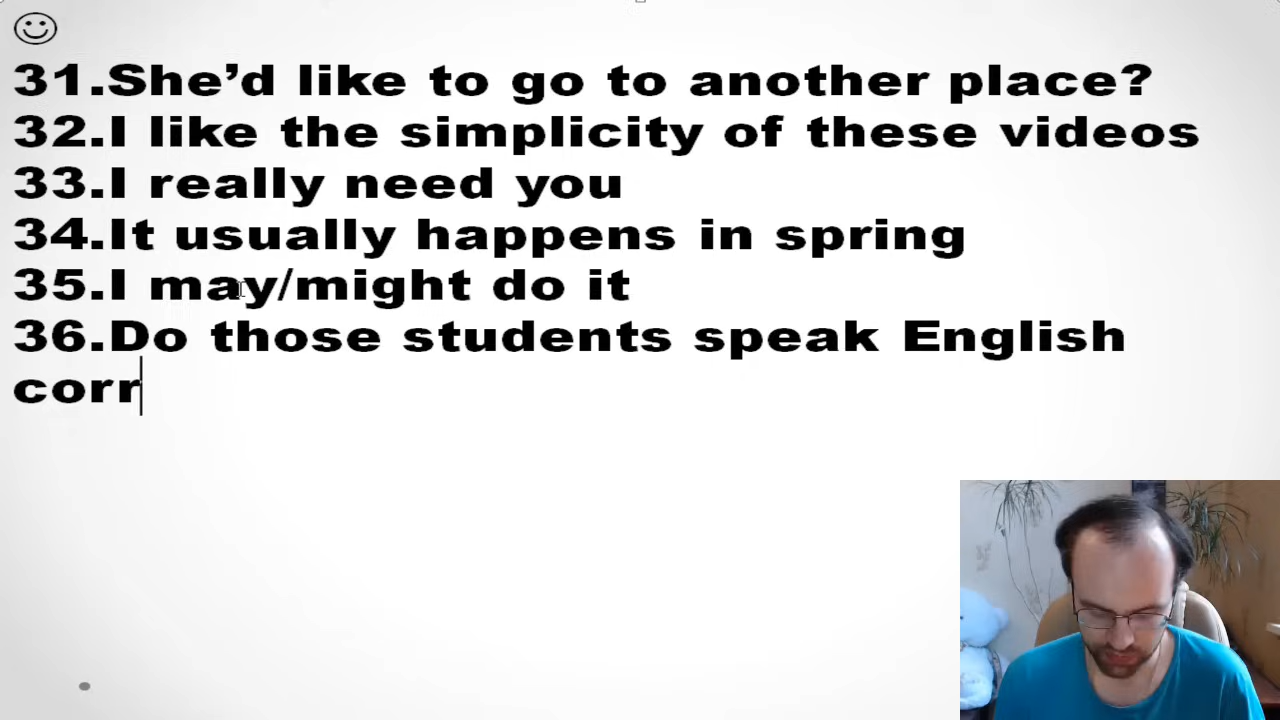 31.She’d like to go to another place?
32.I like the simplicity of these videos
33.I really need you
34.It usually happens in spring
35.I may/might do it
36.Do those students speak English
corr